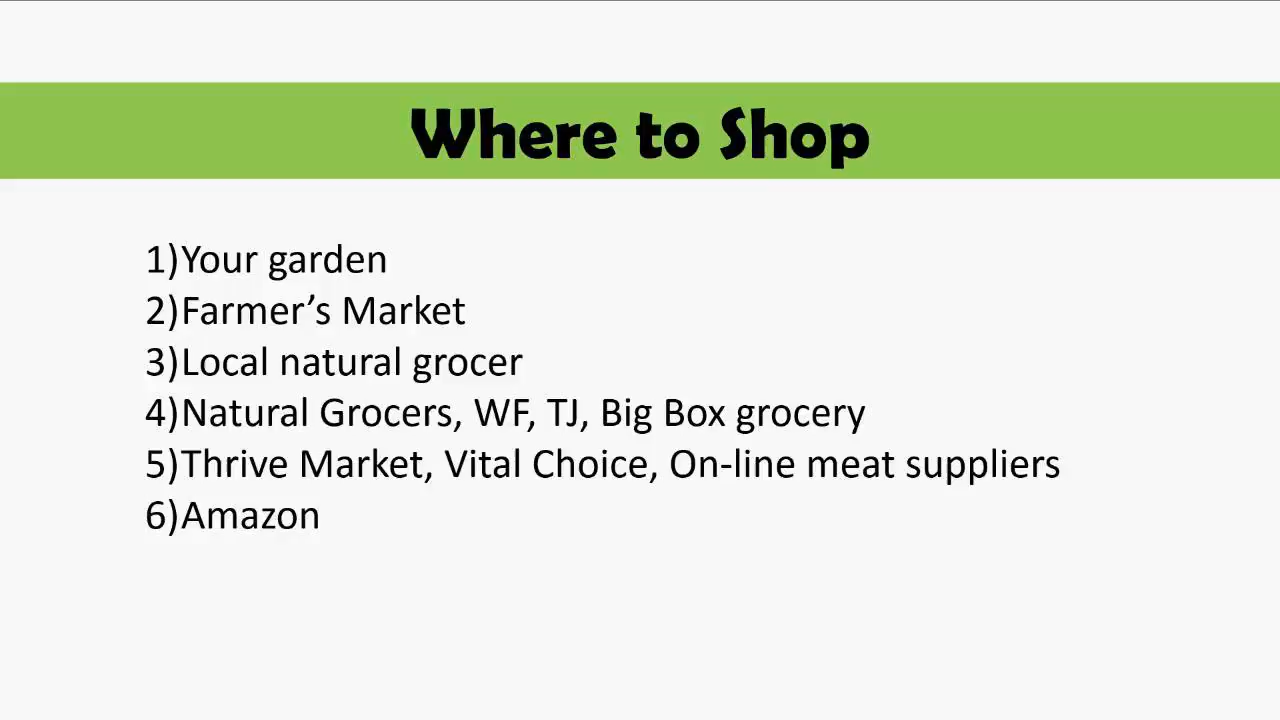 Where to Shop
1)Your garden
2)Farmer’s Market
3)Local natural grocer
4)Natural Grocers, WF, TJ, Big Box grocery
5)Thrive Market, Vital Choice, On-line meat suppliers
6)Amazon